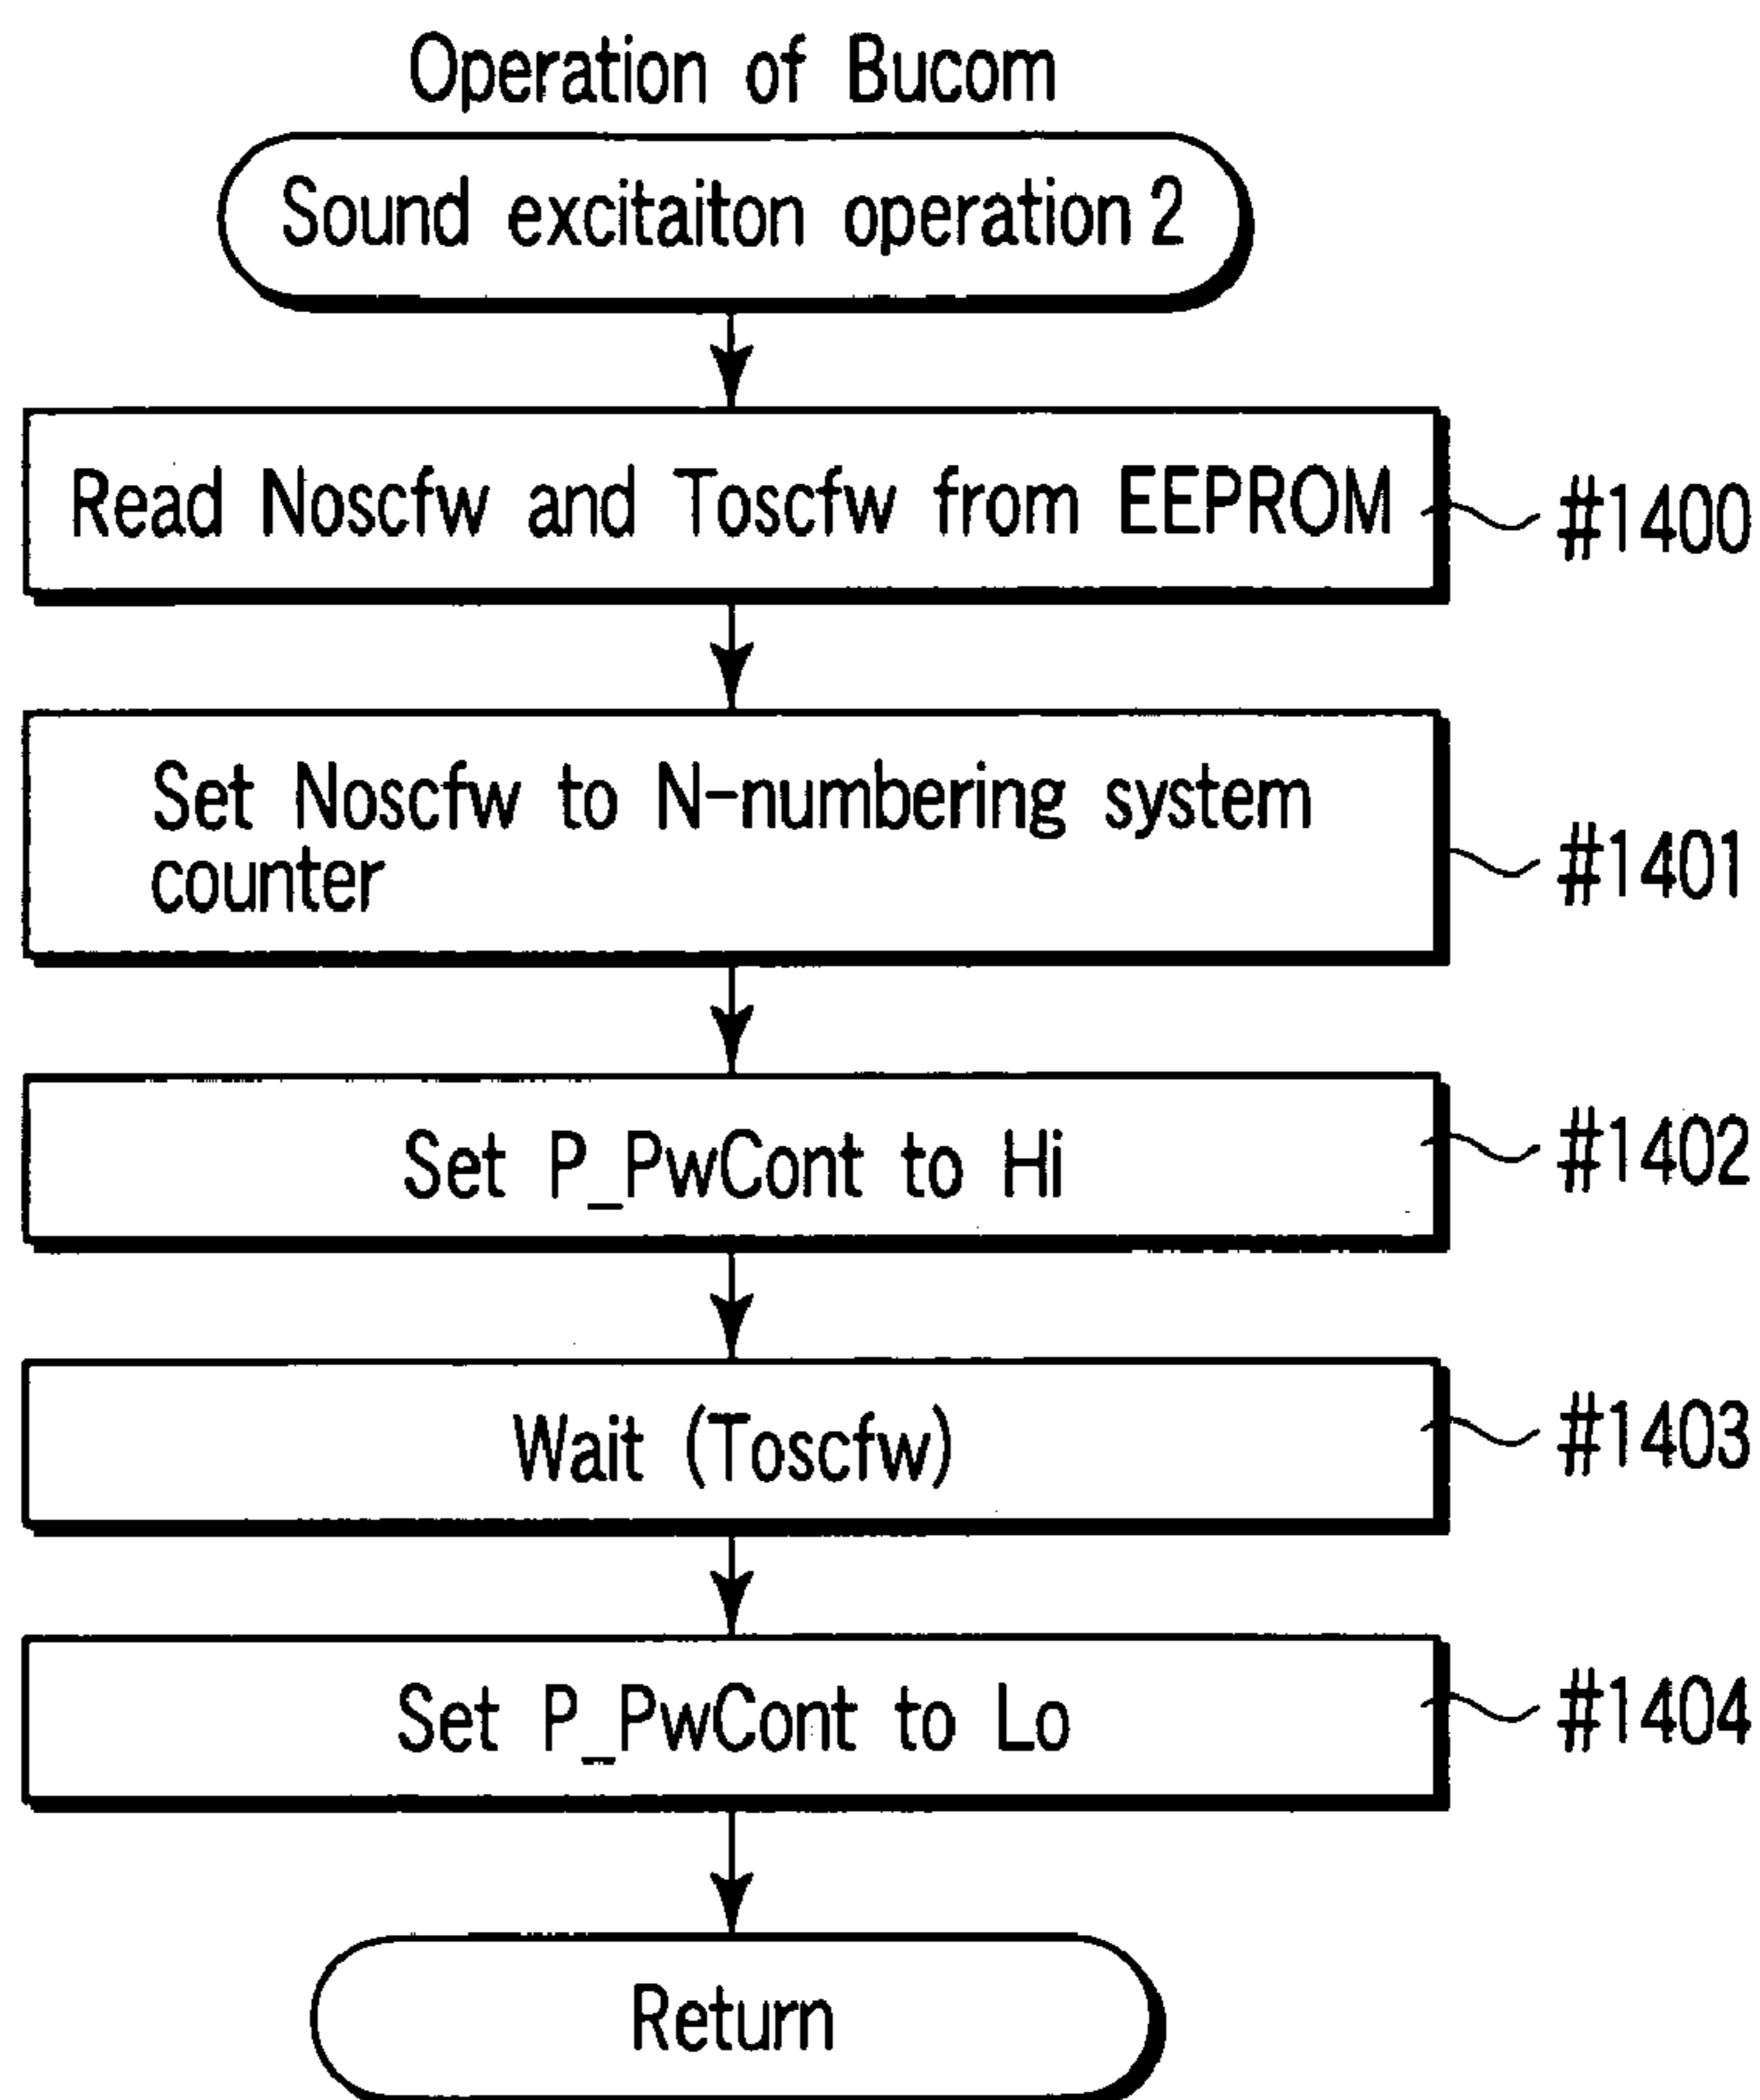 Operation of Bucom
Sound excitaiton operation 2
Read Noscfw and Toscfw from EEPROM
#1400
Set Noscfw to N-numbering system
counter
#1401
Set P_PwCont to Hi
#1402
Wait (Toscfw)
#1403
Set P_PwCont to Lo
#1404
Return